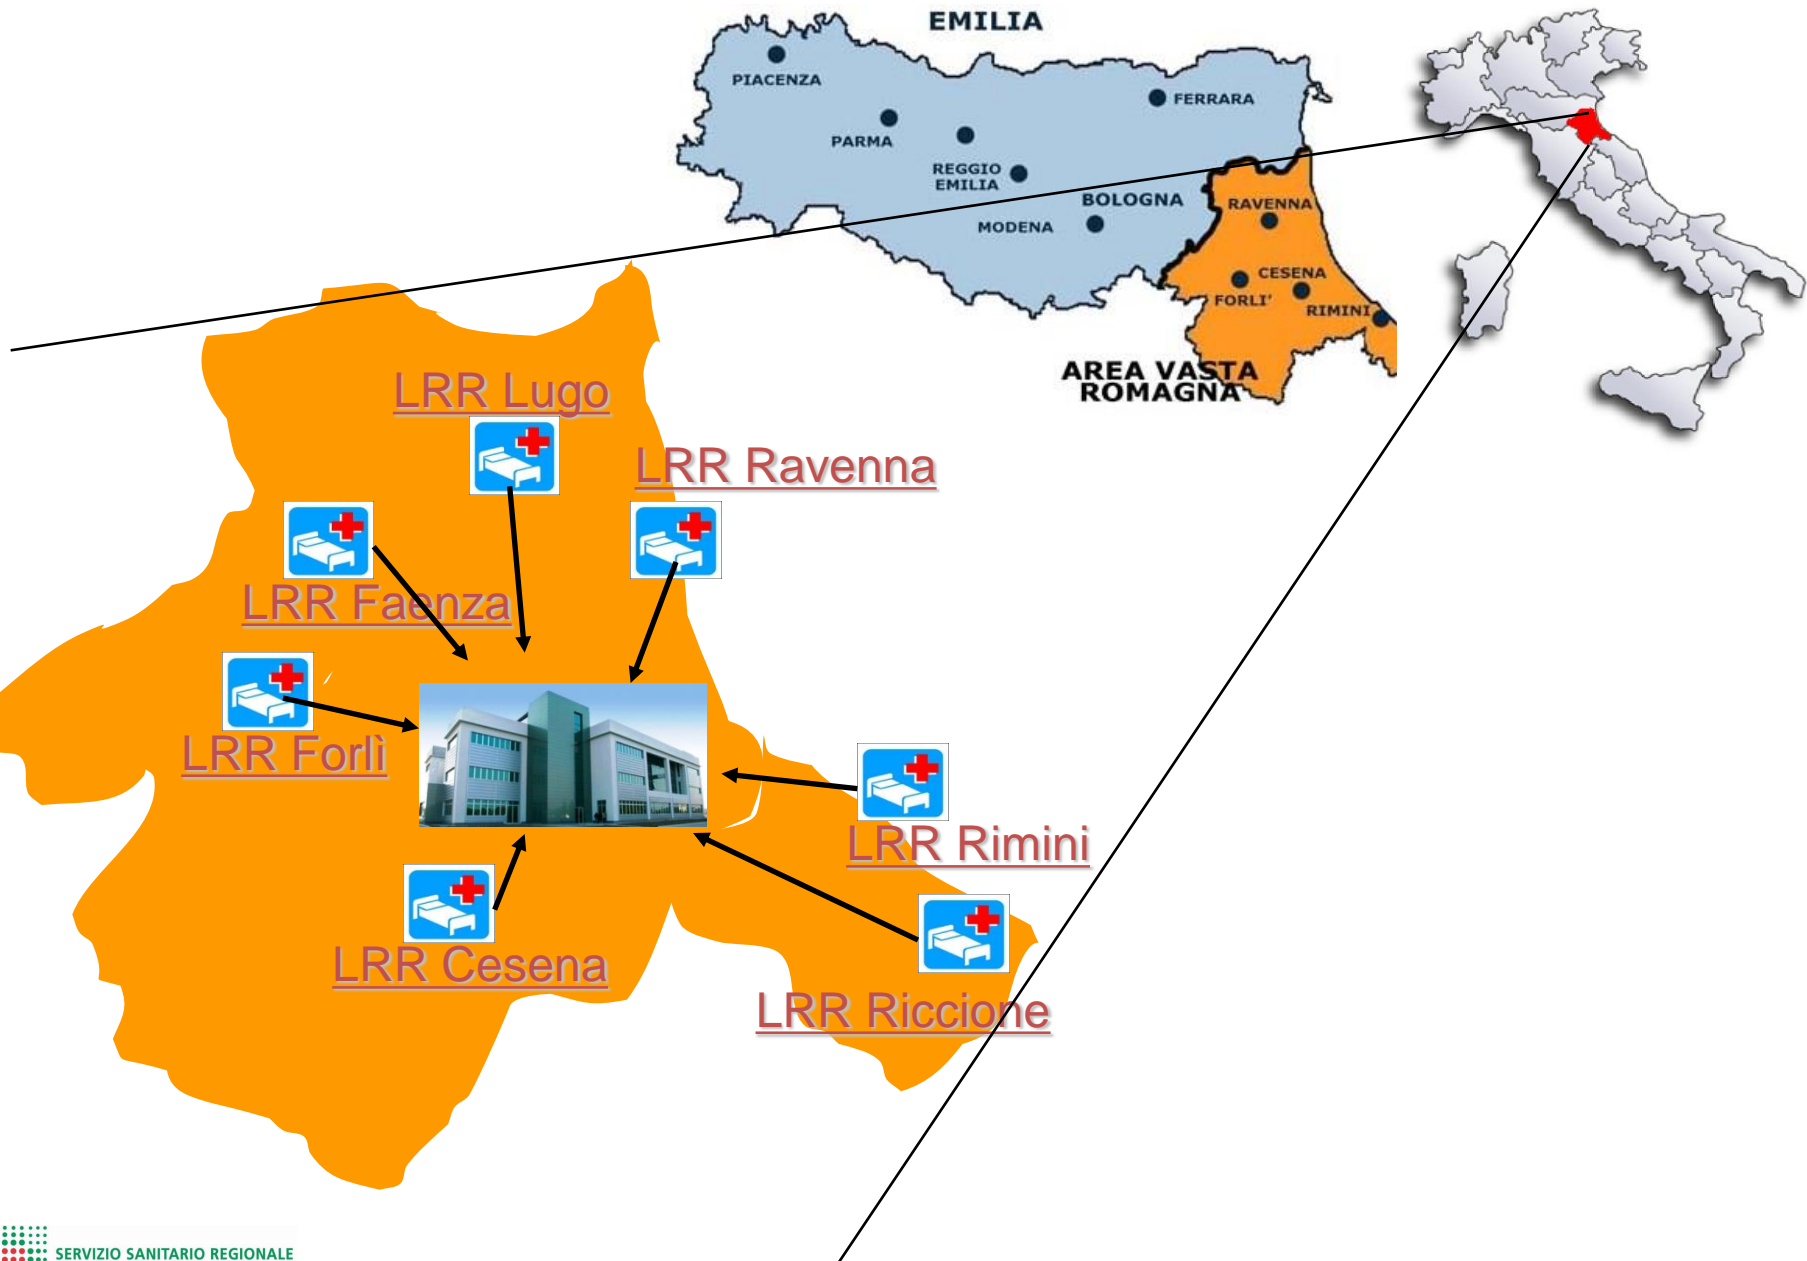 EMILIA
PIACENZA
FERRARA
PARMA
REGGIO
EMILIA
BOLOGNA
MODENA
RAVENNA
CESENA
FORLI'
RIMINI
AREA VASTA
ROMAGNA
LRR Lugo
LRR Ravenna
LRR Faenza
LRR Forlì
LRR Rimini
LRR Cesena
LRR Riccione
SERVIZIO SANITARIO REGIONALE